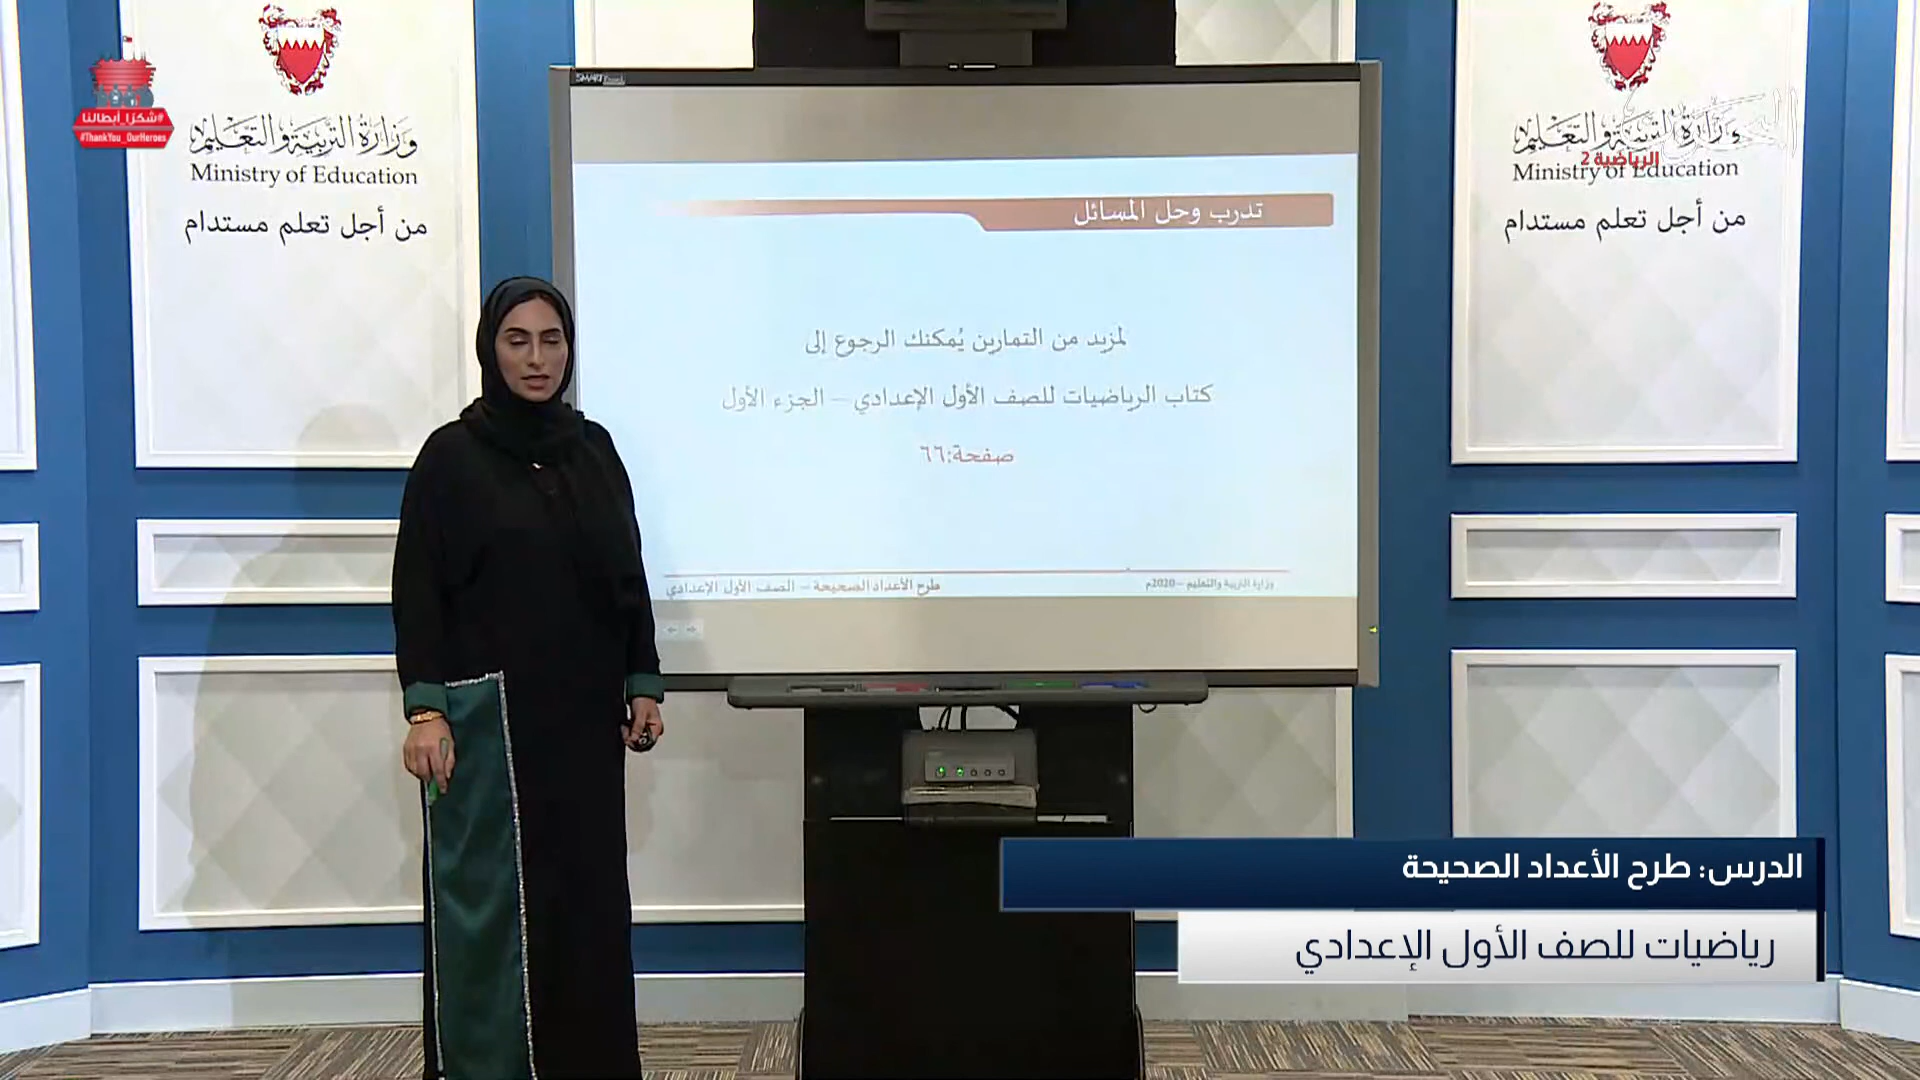 #شكرًا_أبطالنا
#ThankYou_OurHeroes
وزارة التربية والتعليم
Ministry of Education
من أجل تعلم مستدام
SMART
تدرب وحل المسائل
لمزيد من التمارين يُمكنك الرجوع إلى
كتاب الرياضيات للصف الأول الإعدادي – الجزء الأول
صفحة:٦٦
وزارة التربية والتعليم – 2020م
طرح الأعداد الصحيحة – الصف الأول الإعدادي
وزارة التربية والتعليم
الرياضية 2
Ministry of Education
من أجل تعلم مستدام
الدرس: طرح الأعداد الصحيحة
رياضيات للصف الأول الإعدادي